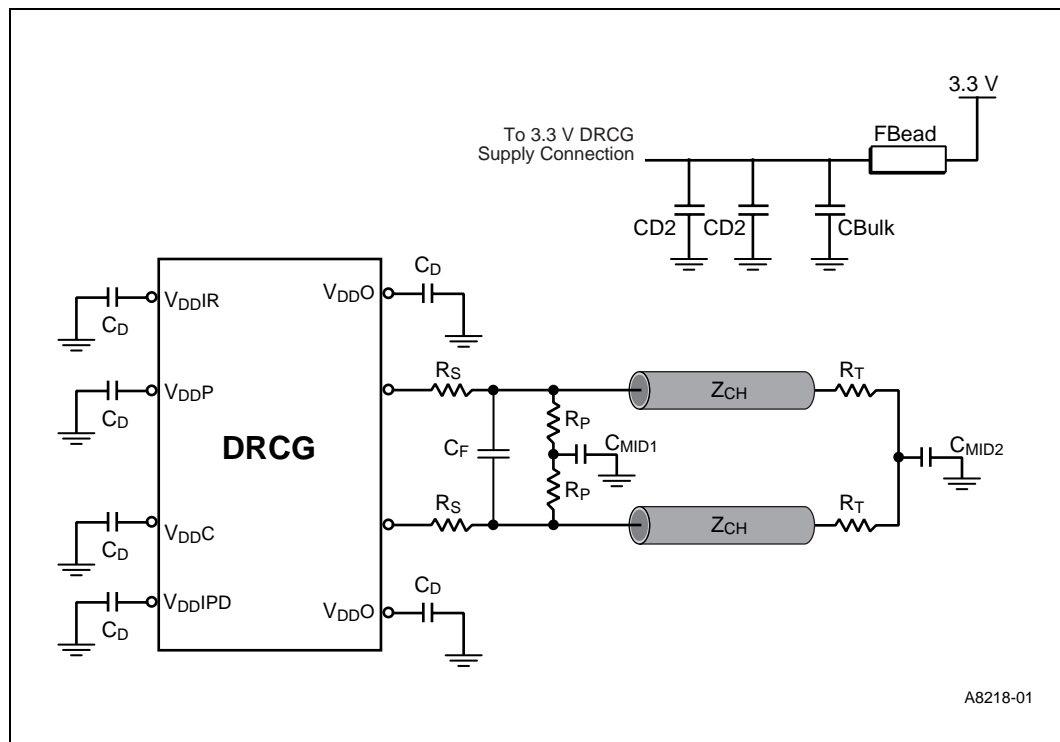 3.3 V
To 3.3 V DRCG
Supply Connection
FBead
CD2
CD2
CBulk
VDDIR
CD
VDDO
CD
VDDP
CD
DRCG
RS
CF
RP
CMID1
RP
ZCH
RT
CMID2
RS
ZCH
RT
VDDC
CD
VDDIPD
CD
VDDO
CD
A8218-01